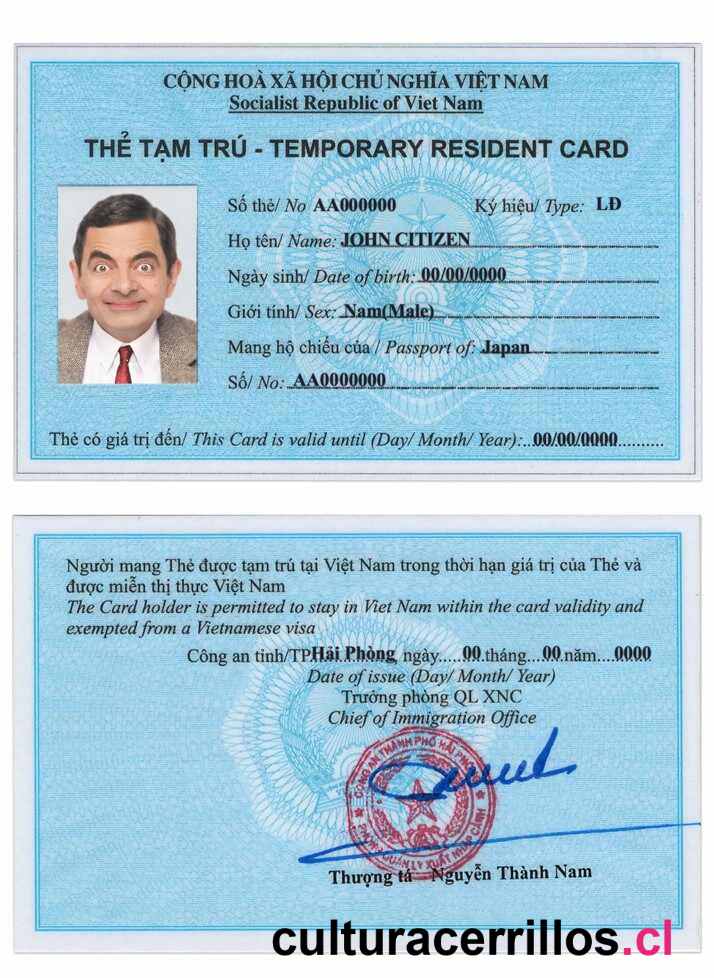 CỘNG HOÀ XÃ HỘI CHỦ NGHĨA VIỆT NAM
Socialist Republic of Viet Nam
THẺ TẠM TRÚ - TEMPORARY RESIDENT CARD
Số thẻ/ No AA000000 Ký hiệu/ Type: LĐ
Họ tên/ Name: JOHN CITIZEN
Ngày sinh/ Date of birth: 00/00/0000
Giới tính/ Sex: Nam(Male)
Mang hộ chiếu của / Passport of: Japan
Số/ No: AA0000000
Thẻ có giá trị đến/ This Card is valid until (Day/ Month/ Year):..00/00/0000..........
Người mang Thẻ được tạm trú tại Việt Nam trong thời hạn giá trị của Thẻ và
được miễn thị thực Việt Nam
The Card holder is permitted to stay in Viet Nam within the card validity and
exempted from a Vietnamese visa
Công an tỉnh/TP.Hải Phòng, ngày.....00.tháng...00.năm....0000
Date of issue (Day/ Month/ Year)
Trưởng phòng QL XNC
Chief of Immigration Office
CÔNG AN THÀNH PHỐ HẢI PHÒNG
PHÒNG QUẢN LÝ XUẤT NHẬP CẢNH
Thượng tá Nguyễn Thành Nam
culturacerrillos.cl